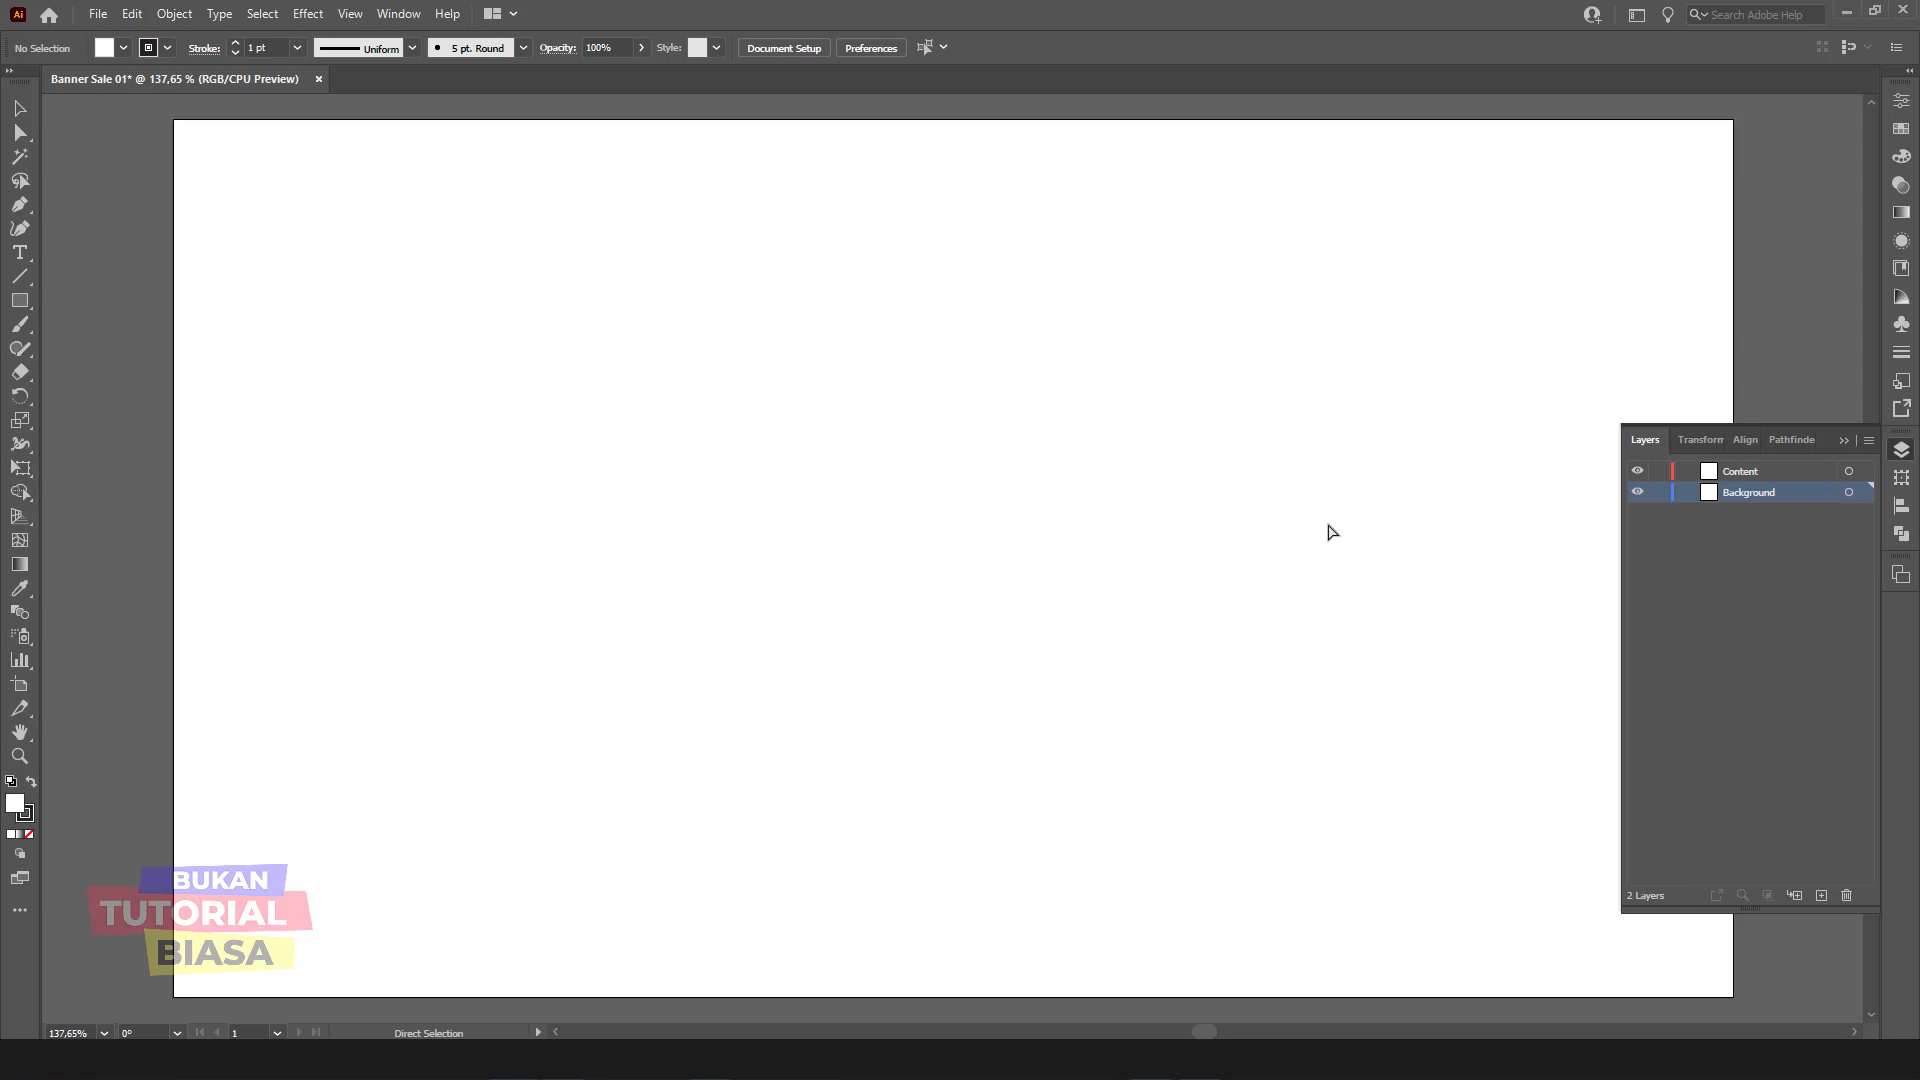 Ai
File Edit Object Type Select Effect View Window Help
Search Adobe Help
No Selection
Stroke: 1 pt
Uniform
5 pt. Round
Opacity: 100%
Style:
Document Setup
Preferences
Banner Sale 01* @ 137,65 % (RGB/CPU Preview)
Layers Transform Align Pathfinde
Content
Background
2 Layers
BUKAN
TUTORIAL
BIASA
137,65%
0°
1
Direct Selection